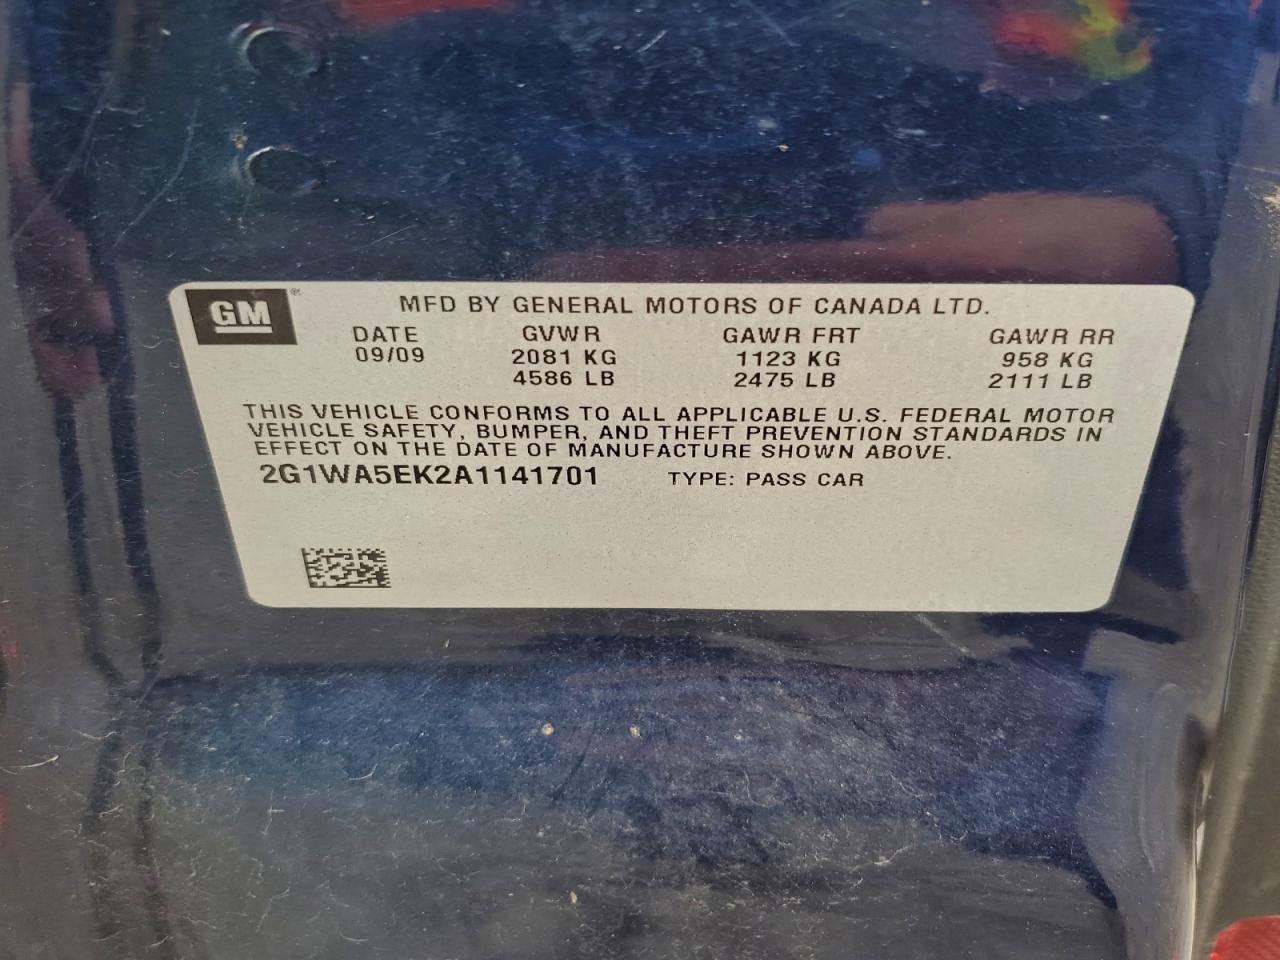 GM®
MFD BY GENERAL MOTORS OF CANADA LTD.
DATE GVWR GAWR FRT GAWR RR
09/09 2081 KG 1123 KG 958 KG
4586 LB 2475 LB 2111 LB
THIS VEHICLE CONFORMS TO ALL APPLICABLE U.S. FEDERAL MOTOR
VEHICLE SAFETY, BUMPER, AND THEFT PREVENTION STANDARDS IN
EFFECT ON THE DATE OF MANUFACTURE SHOWN ABOVE.
2G1WA5EK2A1141701 TYPE: PASS CAR